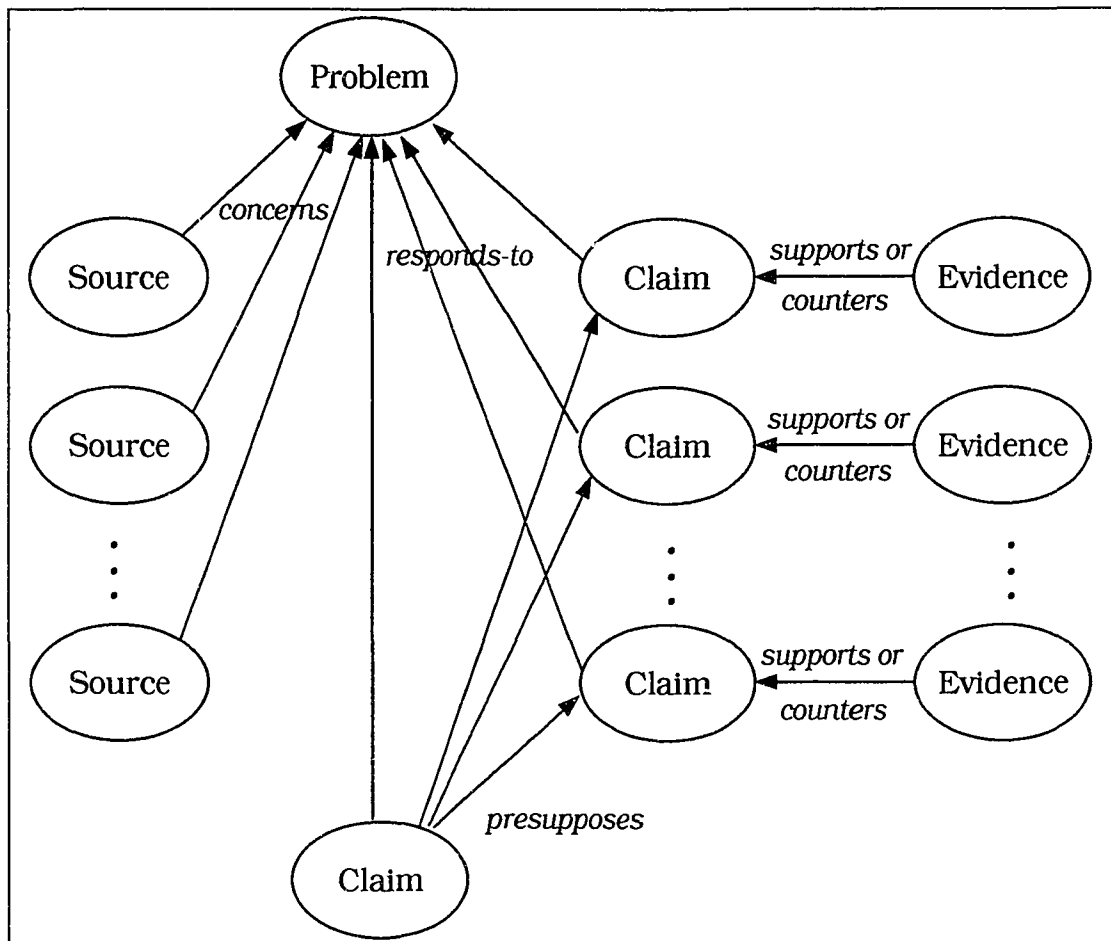 Problem
concerns
responds-to
Source
Claim
supports or
counters
Evidence
Source
Claim
supports or
counters
Evidence
Source
Claim
supports or
counters
Evidence
presupposes
Claim